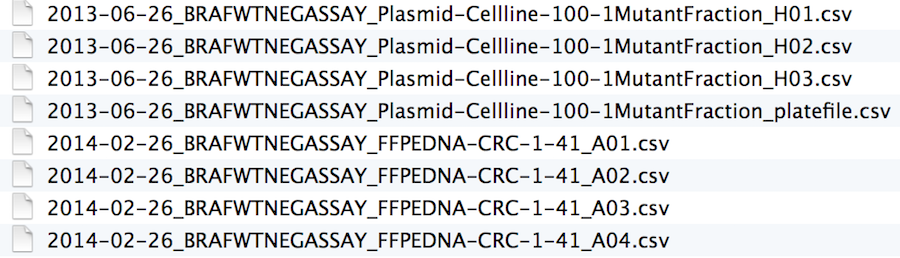 2013-06-26_BRAFWTNEGASSAY_Plasmid-Cellline-100-1MutantFraction_H01.csv
2013-06-26_BRAFWTNEGASSAY_Plasmid-Cellline-100-1MutantFraction_H02.csv
2013-06-26_BRAFWTNEGASSAY_Plasmid-Cellline-100-1MutantFraction_H03.csv
2013-06-26_BRAFWTNEGASSAY_Plasmid-Cellline-100-1MutantFraction_platefile.csv
2014-02-26_BRAFWTNEGASSAY_FFPEDNA-CRC-1-41_A01.csv
2014-02-26_BRAFWTNEGASSAY_FFPEDNA-CRC-1-41_A02.csv
2014-02-26_BRAFWTNEGASSAY_FFPEDNA-CRC-1-41_A03.csv
2014-02-26_BRAFWTNEGASSAY_FFPEDNA-CRC-1-41_A04.csv